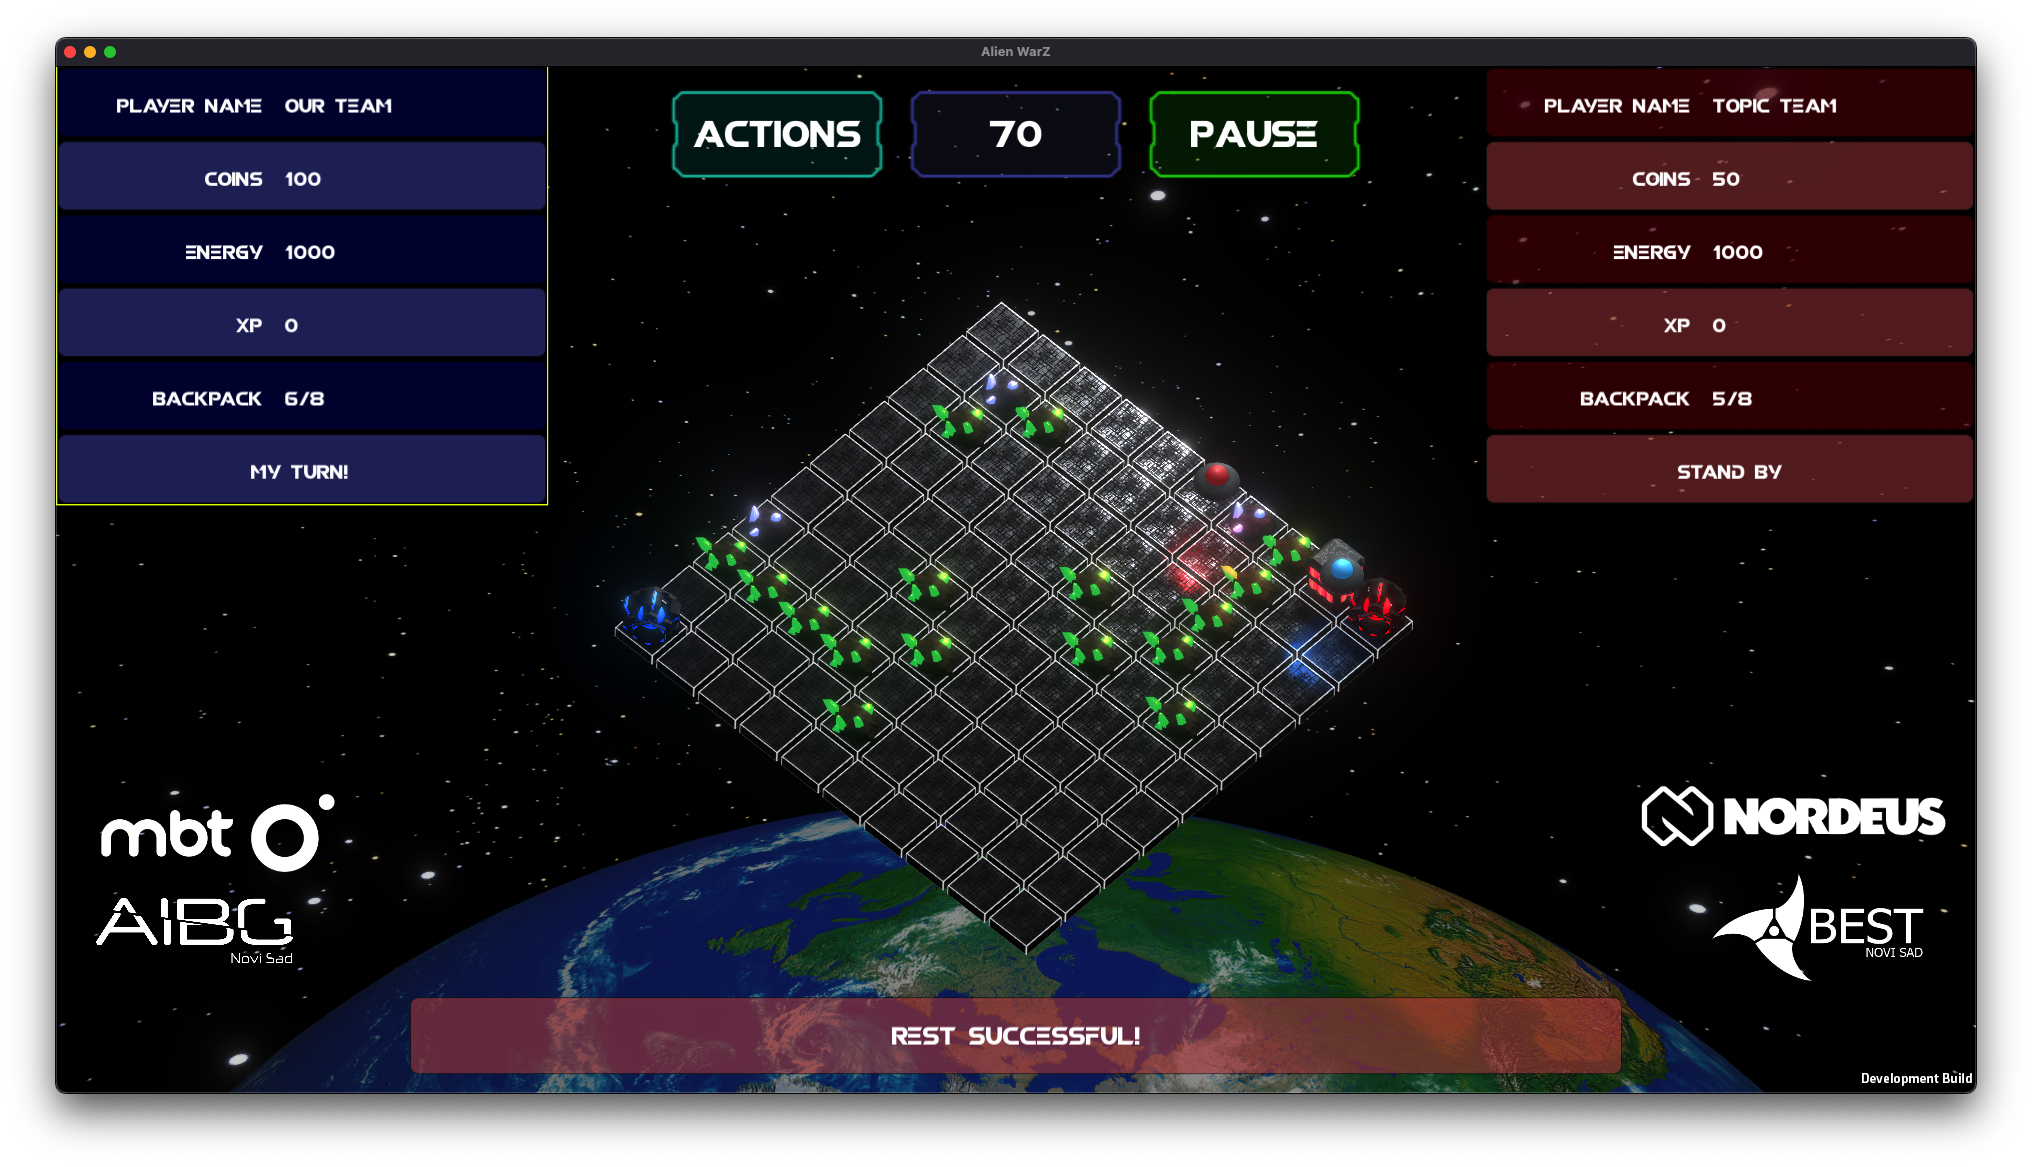 Alien WarZ
PLAYER NAME OUR TEAM
COINS 100
ENERGY 1000
XP 0
BACKPACK 6/8
MY TURN!
ACTIONS
70
PAUSE
PLAYER NAME TOPIC TEAM
COINS 50
ENERGY 1000
XP 0
BACKPACK 5/8
STAND BY
mbt
AIBG
Novi Sad
NORDEUS
BEST
NOVI SAD
REST SUCCESSFUL!
Development Build